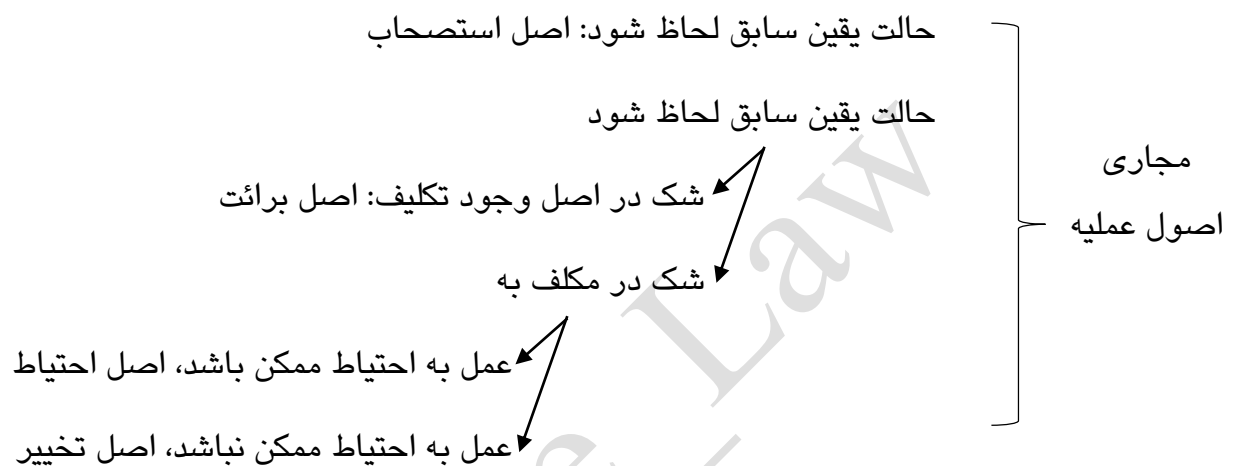 مجاری
اصول عملیه
حالت یقین سابق لحاظ شود: اصل استصحاب
حالت یقین سابق لحاظ شود
شک در اصل وجود تکلیف: اصل برائت
شک در مکلف به
عمل به احتیاط ممکن باشد، اصل احتیاط
عمل به احتیاط ممکن نباشد، اصل تخییر
e_Law